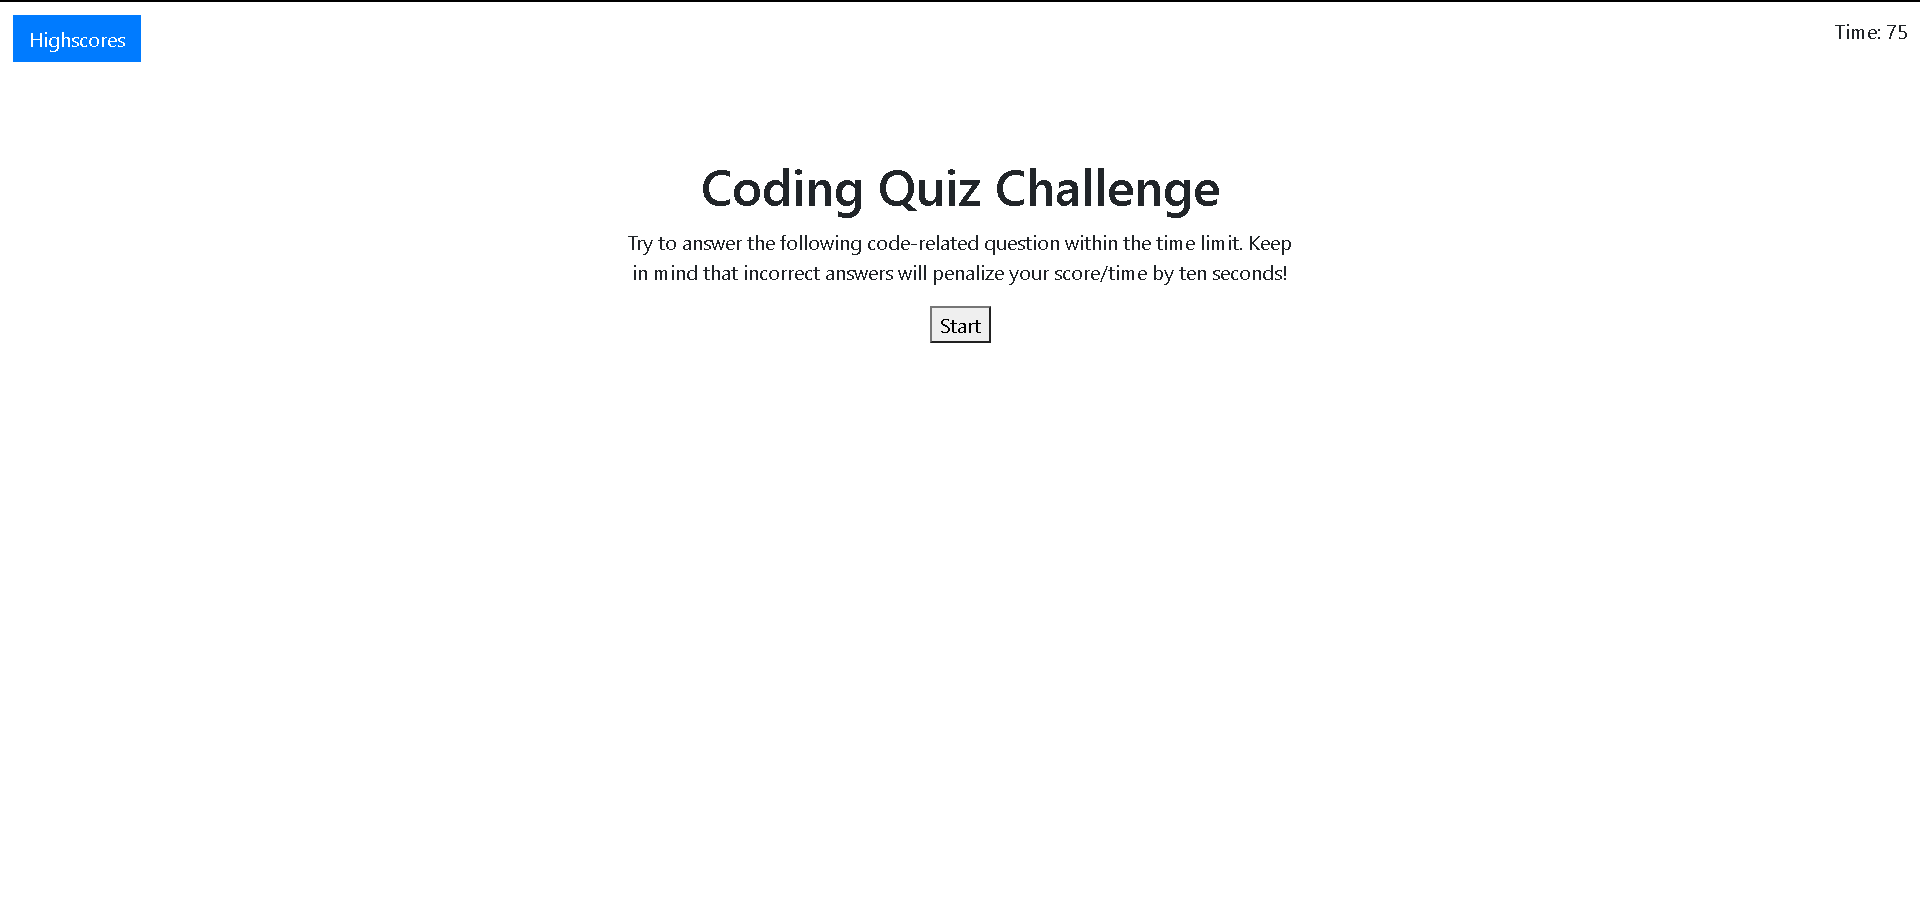 Highscores
Time: 75
Coding Quiz Challenge
Try to answer the following code-related question within the time limit. Keep
in mind that incorrect answers will penalize your score/time by ten seconds!
Start